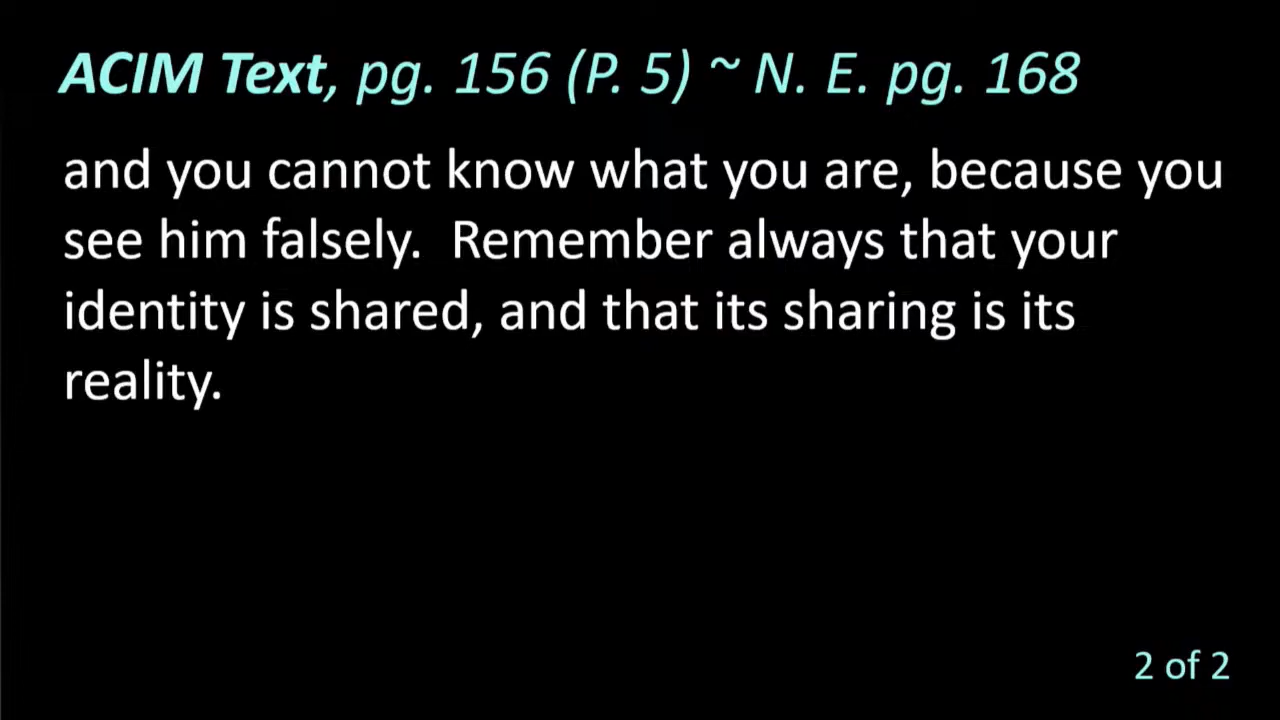 ACIM Text, pg. 156 (P. 5) ~ N. E. pg. 168
and you cannot know what you are, because you
see him falsely.  Remember always that your
identity is shared, and that its sharing is its
reality.
2 of 2